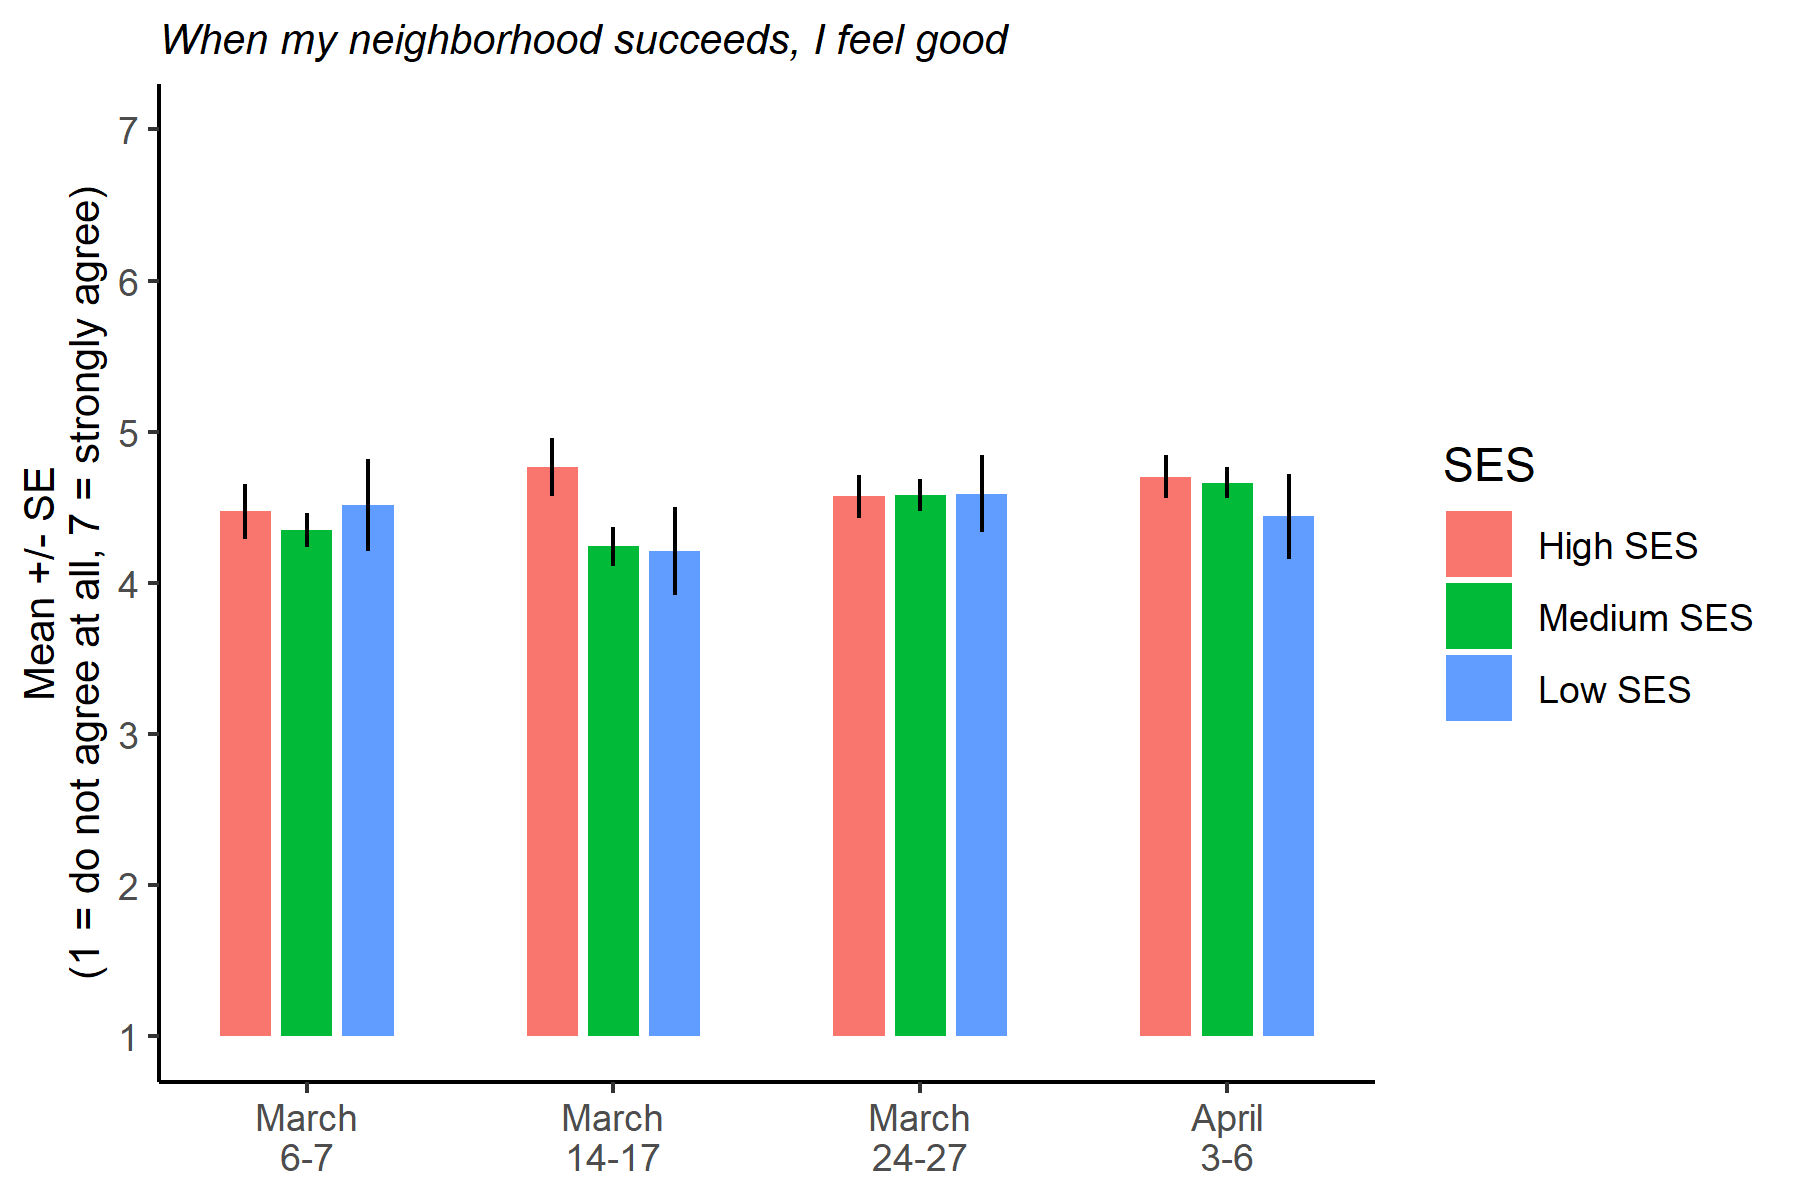 When my neighborhood succeeds, I feel good
Mean +/- SE
(1 = do not agree at all, 7 = strongly agree)
7
6
5
4
3
2
1
March
6-7
March
14-17
March
24-27
April
3-6
SES
High SES
Medium SES
Low SES